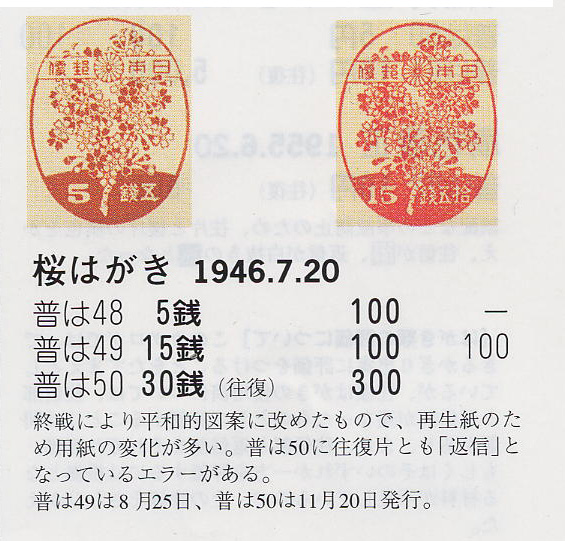 便郵 本日 便郵 本日
5 錢五 15 錢五拾
桜はがき 1946.7.20
普は48 5銭 100 —
普は49 15銭 100 100
普は50 30銭(往復) 300
終戦により平和的図案に改めたもので、再生紙のた
め用紙の変化が多い。普は50に往復片とも「返信」と
なっているエラーがある。
普は49は8月25日、普は50は11月20日発行。